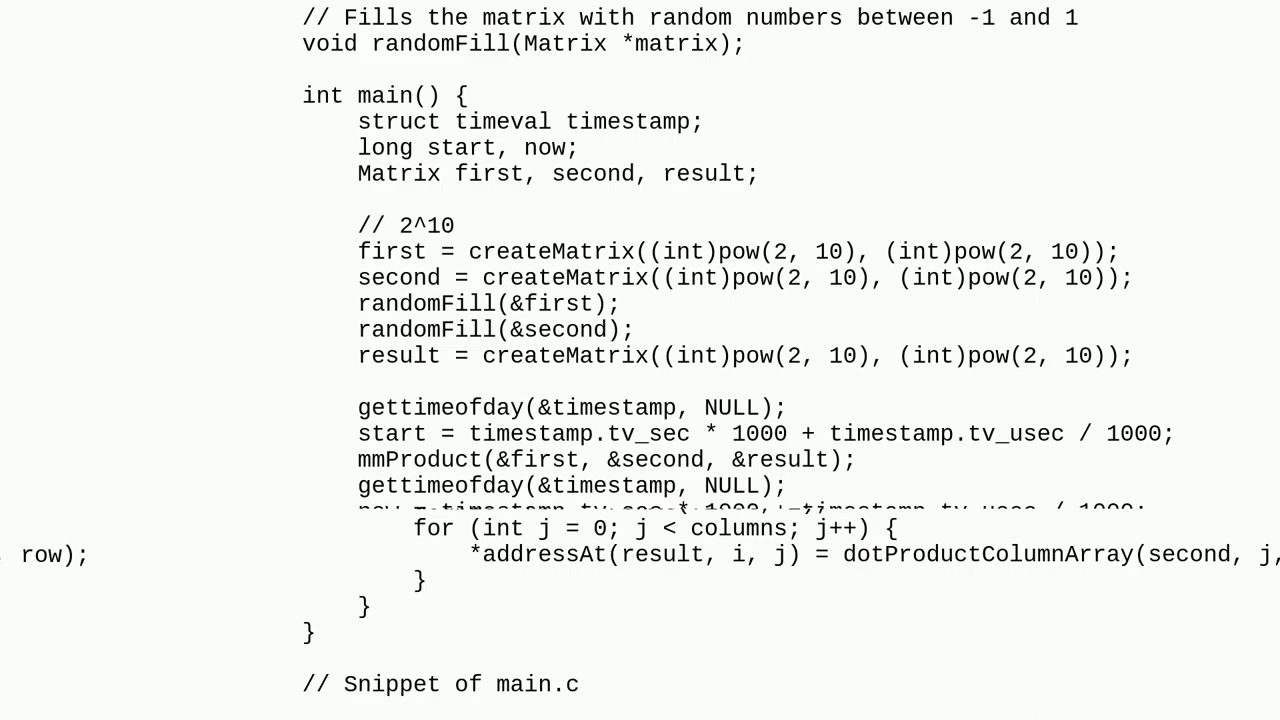 // Fills the matrix with random numbers between -1 and 1
void randomFill(Matrix *matrix);

int main() {
    struct timeval timestamp;
    long start, now;
    Matrix first, second, result;

    // 2^10
    first = createMatrix((int)pow(2, 10), (int)pow(2, 10));
    second = createMatrix((int)pow(2, 10), (int)pow(2, 10));
    randomFill(&first);
    randomFill(&second);
    result = createMatrix((int)pow(2, 10), (int)pow(2, 10));

    gettimeofday(&timestamp, NULL);
    start = timestamp.tv_sec * 1000 + timestamp.tv_usec / 1000;
    mmProduct(&first, &second, &result);
    gettimeofday(&timestamp, NULL);
        for (int j = 0; j < columns; j++) {
            *addressAt(result, i, j) = dotProductColumnArray(second, j,
row);
        }
    }
}

// Snippet of main.c